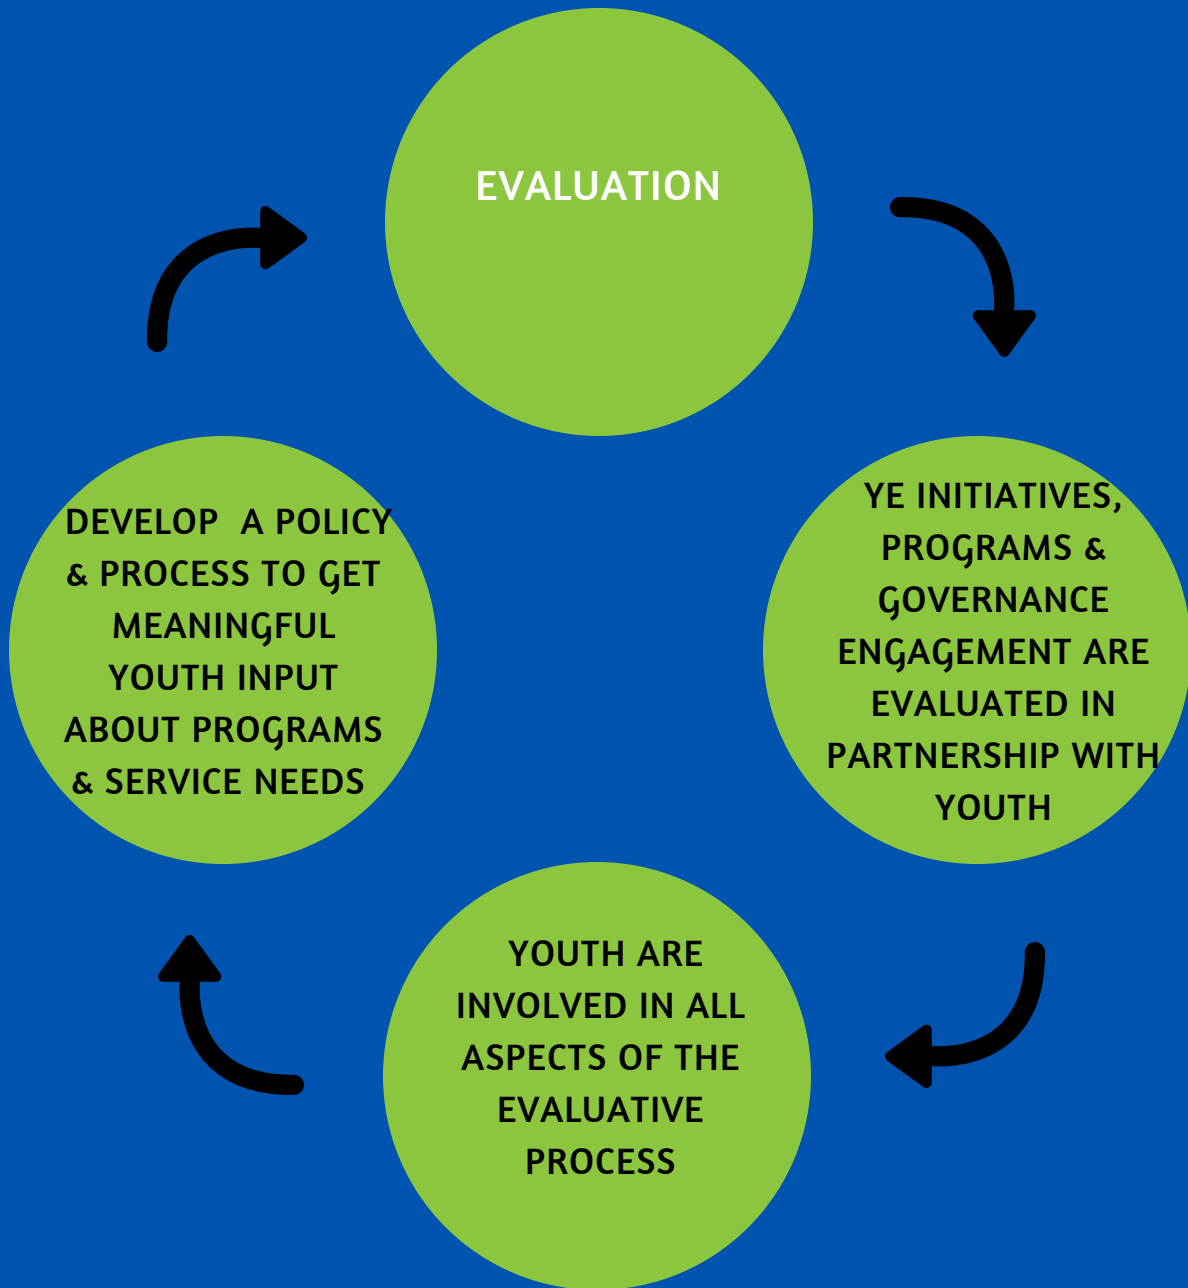 EVALUATION
YE INITIATIVES,
PROGRAMS &
GOVERNANCE
ENGAGEMENT ARE
EVALUATED IN
PARTNERSHIP WITH
YOUTH
YOUTH ARE
INVOLVED IN ALL
ASPECTS OF THE
EVALUATIVE
PROCESS
DEVELOP A POLICY
& PROCESS TO GET
MEANINGFUL
YOUTH INPUT
ABOUT PROGRAMS
& SERVICE NEEDS